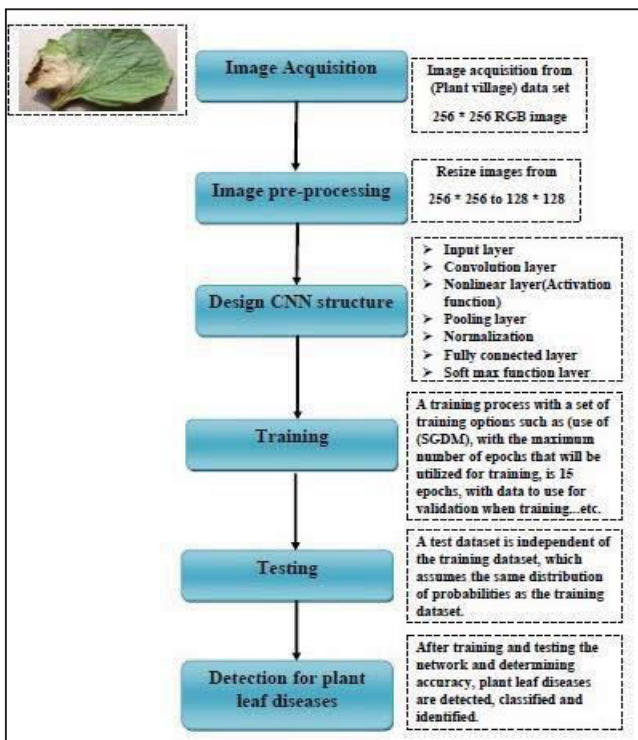 Image Acquisition
Image acquisition from
(Plant village) data set
256 * 256 RGB image
Image pre-processing
Resize images from
256 * 256 to 128 * 128
Design CNN structure
➢ Input layer
➢ Convolution layer
➢ Nonlinear layer(Activation
function)
➢ Pooling layer
➢ Normalization
➢ Fully connected layer
➢ Soft max function layer
Training
A training process with a set of
training options such as (use of
(SGDM), with the maximum
number of epochs that will be
utilized for training, is 15
epochs, with data to use for
validation when training...etc.
Testing
A test dataset is independent of
the training dataset, which
assumes the same distribution
of probabilities as the training
dataset.
Detection for plant
leaf diseases
After training and testing the
network and determining
accuracy, plant leaf diseases
are detected, classified and
identified.